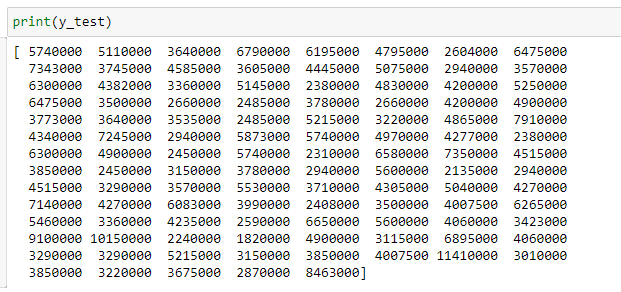 print(y_test)
[ 5740000  5110000  3640000  6790000  6195000  4795000  2604000  6475000
  7343000  3745000  4585000  3605000  4445000  5075000  2940000  3570000
  6300000  4382000  3360000  5145000  2380000  4830000  4200000  5250000
  6475000  3500000  2660000  2485000  3780000  2660000  4200000  4900000
  3773000  3640000  3535000  2485000  5215000  3220000  4865000  7910000
  4340000  7245000  2940000  5873000  5740000  4970000  4277000  2380000
  6300000  4900000  2450000  5740000  2310000  6580000  7350000  4515000
  3850000  2450000  3150000  3780000  2940000  5600000  2135000  2940000
  4515000  3290000  3570000  5530000  3710000  4305000  5040000  4270000
  7140000  4270000  6083000  3990000  2408000  3500000  4007500  6265000
  5460000  3360000  4235000  2590000  6650000  5600000  4060000  3423000
  9100000 10150000  2240000  1820000  4900000  3115000  6895000  4060000
  3290000  3290000  5215000  3150000  3850000  4007500 11410000  3010000
  3850000  3220000  3675000  2870000  8463000]